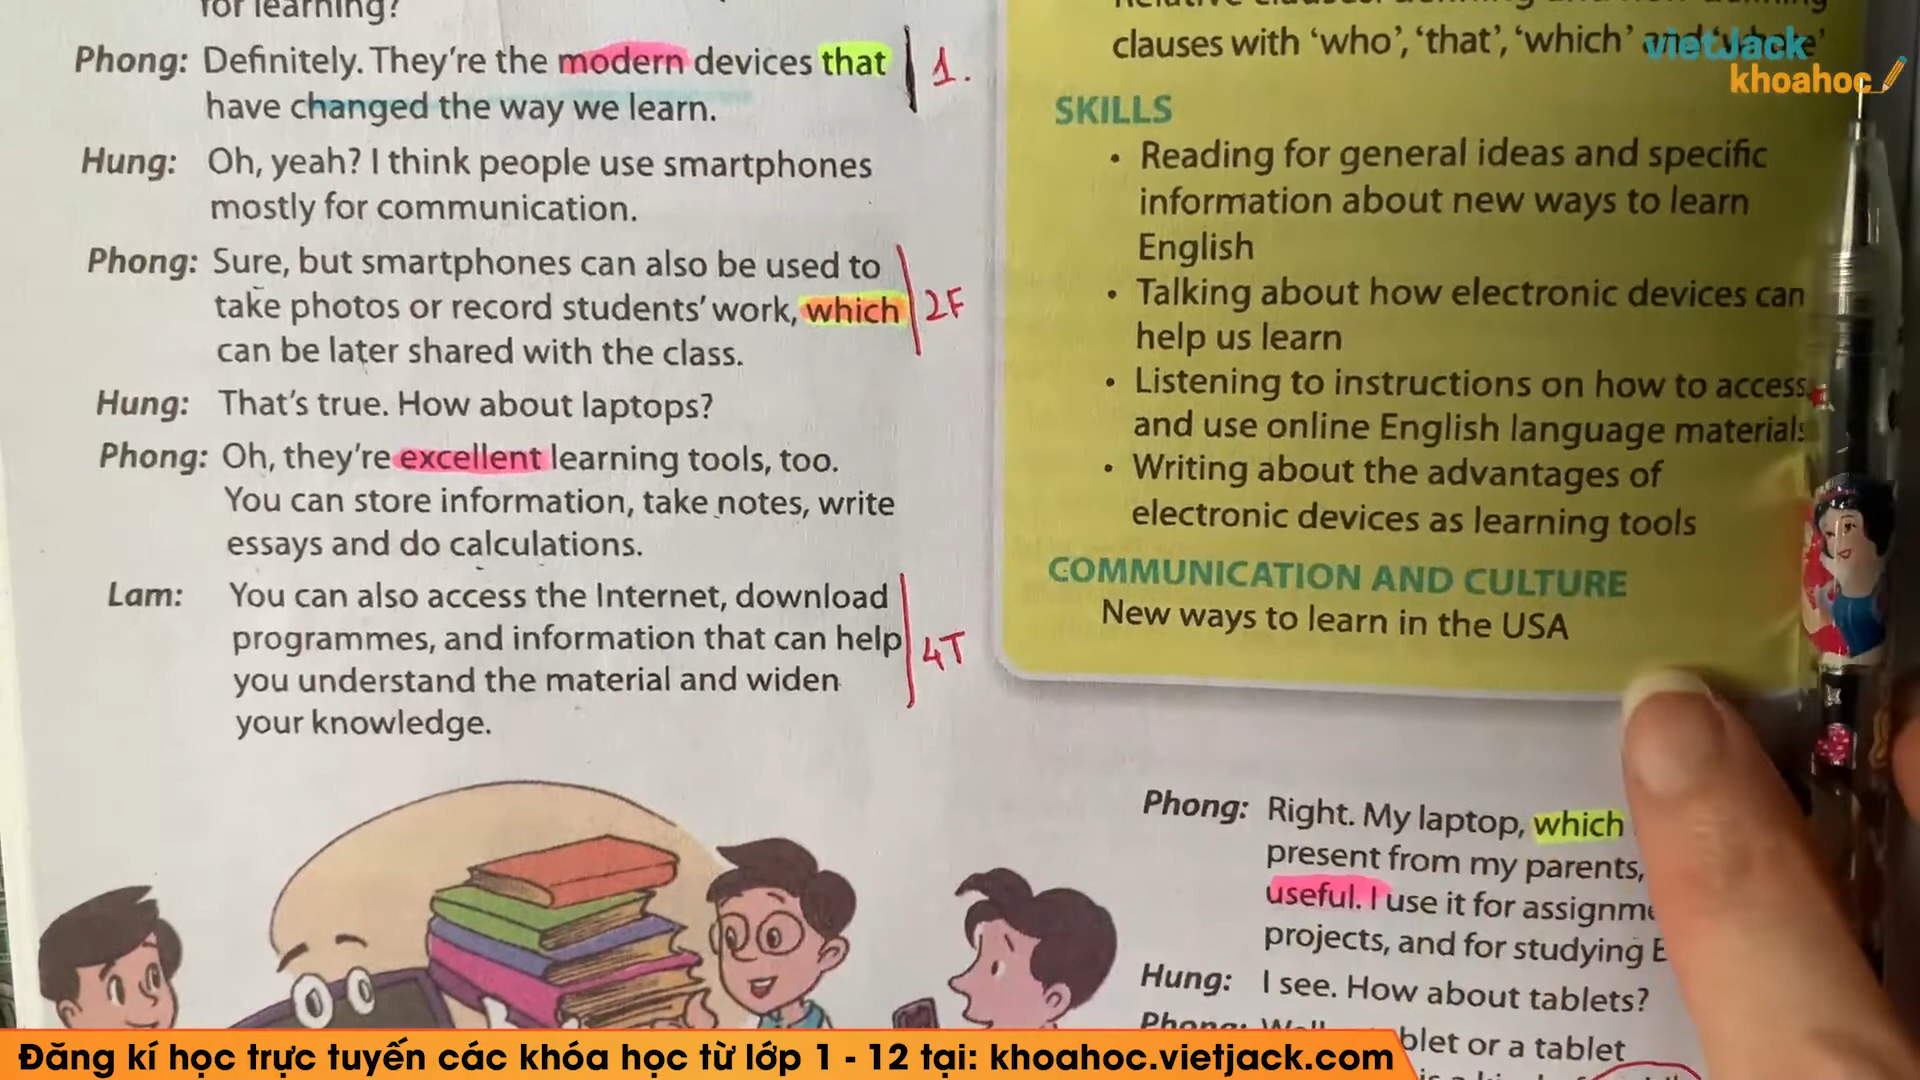 for learning?
Phong: Definitely. They're the modern devices that
have changed the way we learn.
1.
Hung: Oh, yeah? I think people use smartphones
mostly for communication.
Phong: Sure, but smartphones can also be used to
take photos or record students' work, which
can be later shared with the class.
2F
Hung: That's true. How about laptops?
Phong: Oh, they're excellent learning tools, too.
You can store information, take notes, write
essays and do calculations.
Lam: You can also access the Internet, download
programmes, and information that can help
you understand the material and widen
your knowledge.
4T
clauses with 'who', 'that', 'which'
vietJack
khoahoc
SKILLS
• Reading for general ideas and specific
information about new ways to learn
English
• Talking about how electronic devices can
help us learn
• Listening to instructions on how to access
and use online English language materials
• Writing about the advantages of
electronic devices as learning tools
COMMUNICATION AND CULTURE
New ways to learn in the USA
Phong: Right. My laptop, which
present from my parents,
useful. I use it for
projects, and for studying
Hung: I see. How about tablets?
Phong:
or a tablet
Đăng kí học trực tuyến các khóa học từ lớp 1 - 12 tại: khoahoc.vietjack.com